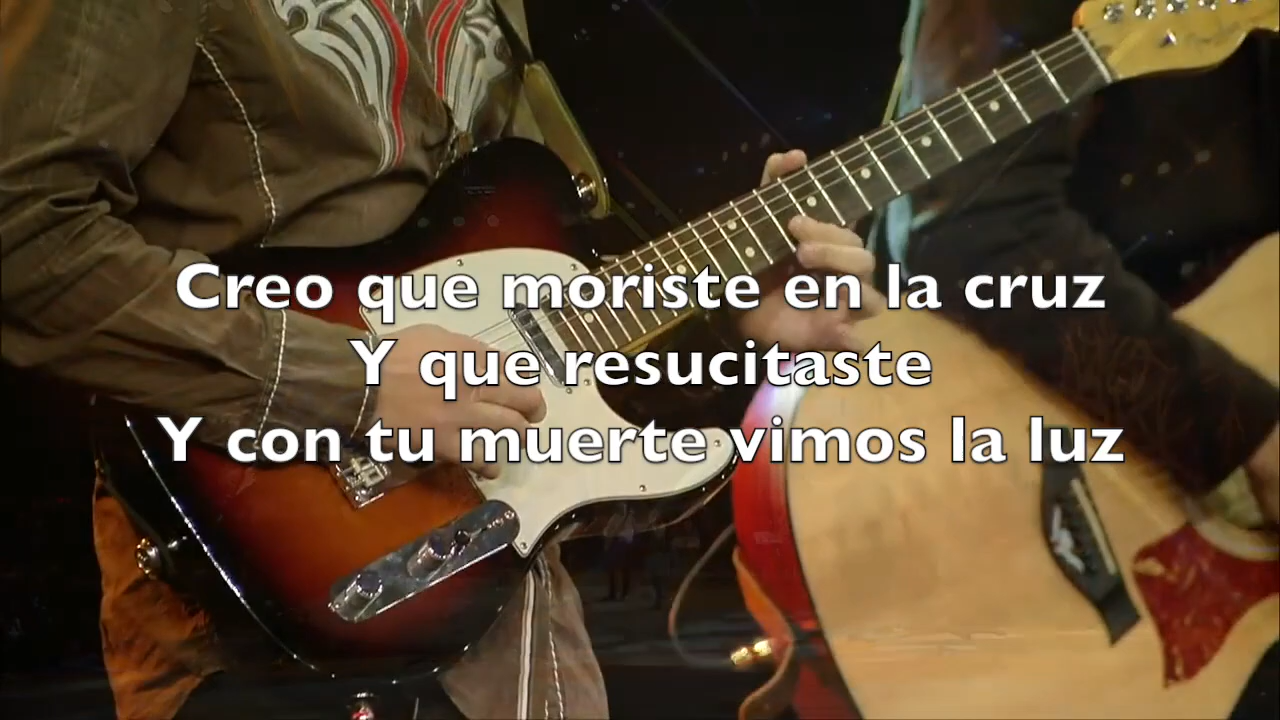 Creo que moriste en la cruz
Y que resucitaste
Y con tu muerte vimos la luz